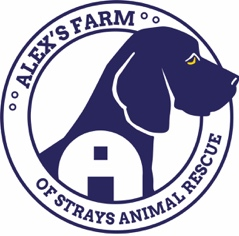 ALEX'S FARM
OF STRAYS ANIMAL RESCUE